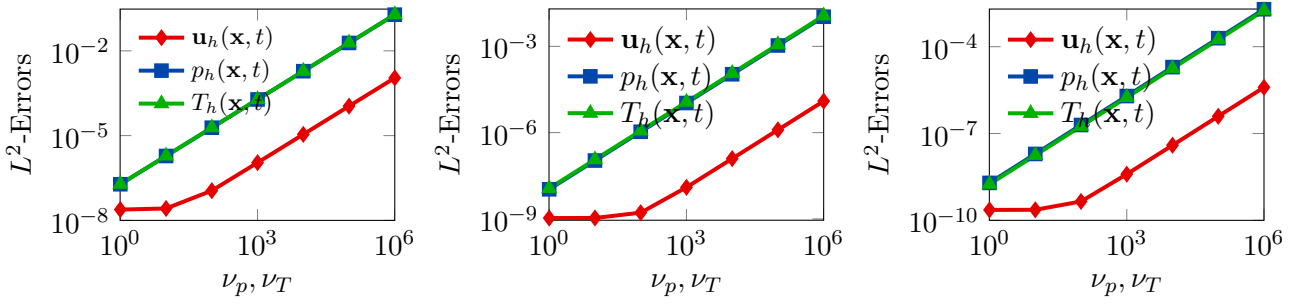 10^{-2}
10^{-5}
10^{-8}
L^2-Errors
u_h(x, t)
p_h(x, t)
T_h(x, t)
10^0
10^3
10^6
ν_p, ν_T
10^{-3}
10^{-6}
10^{-9}
L^2-Errors
u_h(x, t)
p_h(x, t)
T_h(x, t)
10^0
10^3
10^6
ν_p, ν_T
10^{-4}
10^{-7}
10^{-10}
L^2-Errors
u_h(x, t)
p_h(x, t)
T_h(x, t)
10^0
10^3
10^6
ν_p, ν_T